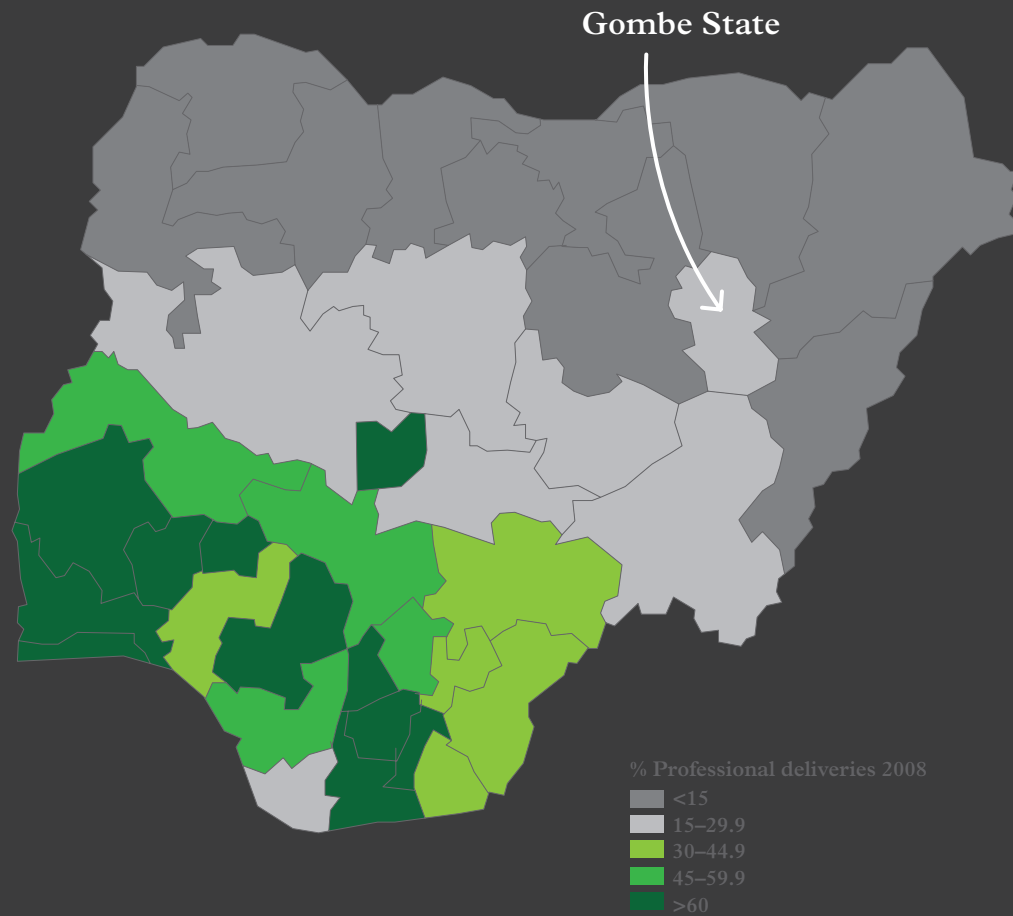 Gombe State
% Professional deliveries 2008
<15
15–29.9
30–44.9
45–59.9
>60